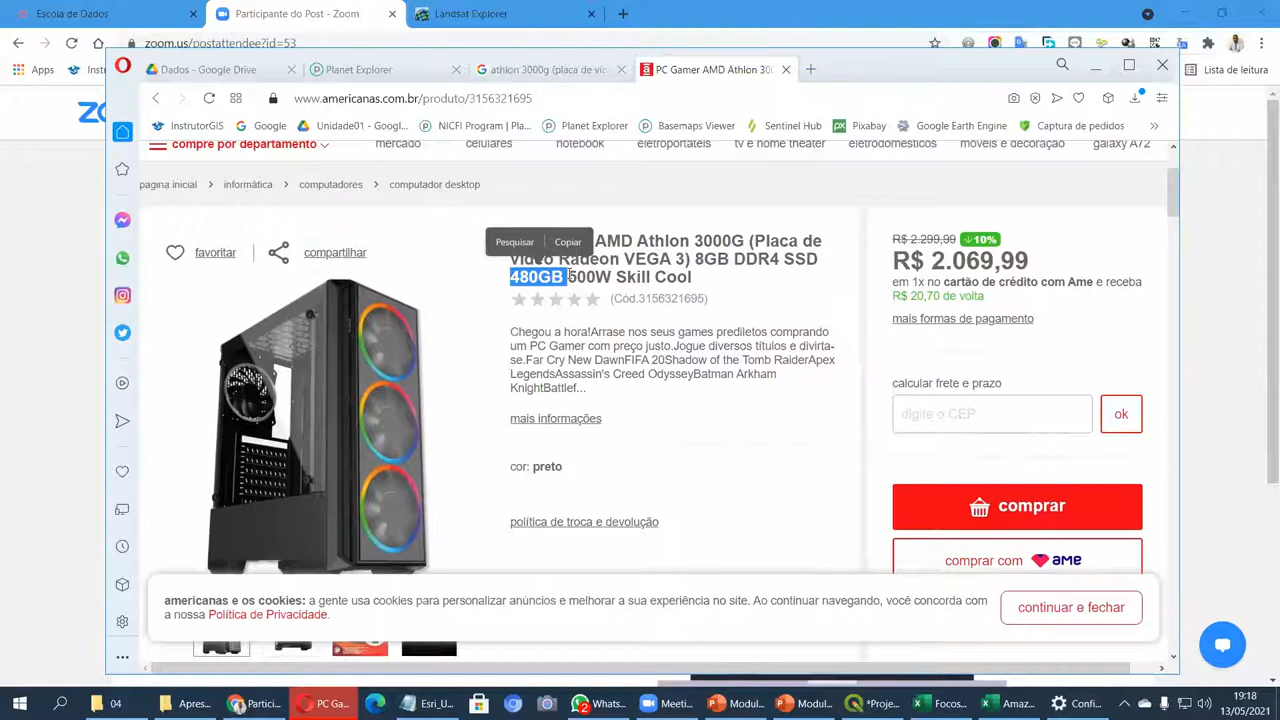 Escola de Dados
Participante do Post - Zoom
Landsat Explorer
zoom.us/postattendee?id=53
Apps
Lista de leitura
Dados - Google Drive
Planet Explorer
athlon 3000g (placa de víd
PC Gamer AMD Athlon 300
www.americanas.com.br/produto/3156321695
InstrutorGIS
Google
Unidade01 - Googl...
NICFI Program | Pla...
Planet Explorer
Basemaps Viewer
Sentinel Hub
Pixabay
Google Earth Engine
Captura de pedidos
compre por departamento
mercado
celulares
notebook
eletroportáteis
tv e home theater
eletrodomésticos
móveis e decoração
galaxy A72
pagina inicial > informática > computadores > computador desktop
favoritar
compartilhar
Pesquisar
Copiar
AMD Athlon 3000G (Placa de
vídeo Radeon VEGA 3) 8GB DDR4 SSD
480GB 500W Skill Cool
(Cód.3156321695)
Chegou a hora!Arrase nos seus games prediletos comprando
um PC Gamer com preço justo.Jogue diversos títulos e divirta-
se.Far Cry New DawnFIFA 20Shadow of the Tomb RaiderApex
LegendsAssassin's Creed OdysseyBatman Arkham
KnightBattlef...
mais informações
cor: preto
política de troca e devolução
R$ 2.299,99
10%
R$ 2.069,99
em 1x no cartão de crédito com Ame e receba
R$ 20,70 de volta
mais formas de pagamento
calcular frete e prazo
digite o CEP
ok
comprar
comprar com ame
americanas e os cookies: a gente usa cookies para personalizar anúncios e melhorar a sua experiência no site. Ao continuar navegando, você concorda com
a nossa Política de Privacidade.
continuar e fechar
04
Apres...
Partici...
PC Ga...
Esri_U...
2
Whats...
Meeti...
Modul...
Modul...
*Proje...
Focos...
Amaz...
Confi...
19:18
13/05/2021